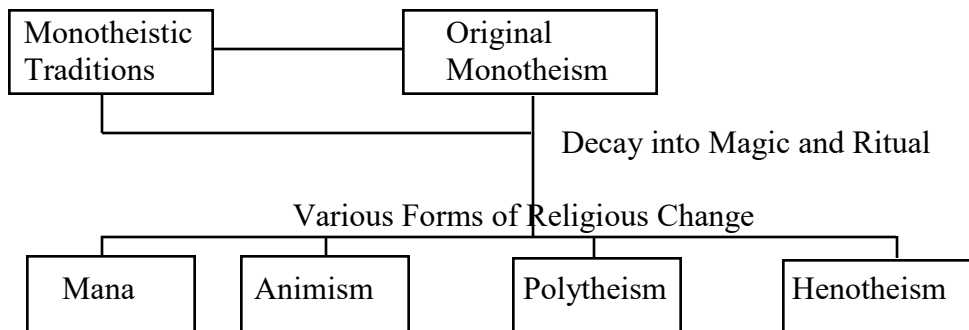 Monotheistic
Traditions
Original
Monotheism
Decay into Magic and Ritual
Various Forms of Religious Change
Mana
Animism
Polytheism
Henotheism